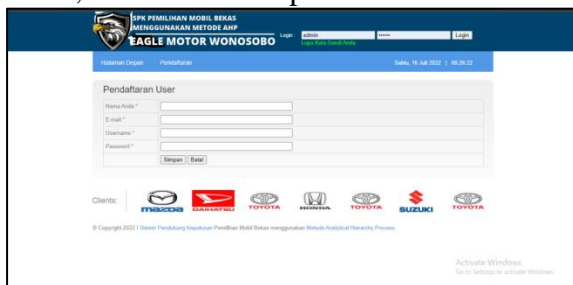 SPK PEMILIHAN MOBIL BEKAS
MENGGUNAKAN METODE AHP
EAGLE MOTOR WONOSOBO
Login admin •••••• Login
Lupa Kata Sandi Anda
Halaman Depan Pendaftaran Sabtu, 16 Juli 2022 | 06:26:22
Pendaftaran User
Nama Anda *
E-mail *
Username *
Password *
Simpan Batal
Clients: mazda DAIHATSU TOYOTA HONDA TOYOTA SUZUKI TOYOTA
© Copyright 2022 | Sistem Pendukung Keputusan Pemilihan Mobil Bekas menggunakan Metode Analytical Hierarchy Process
Activate Windows
Go to Settings to activate Windows.